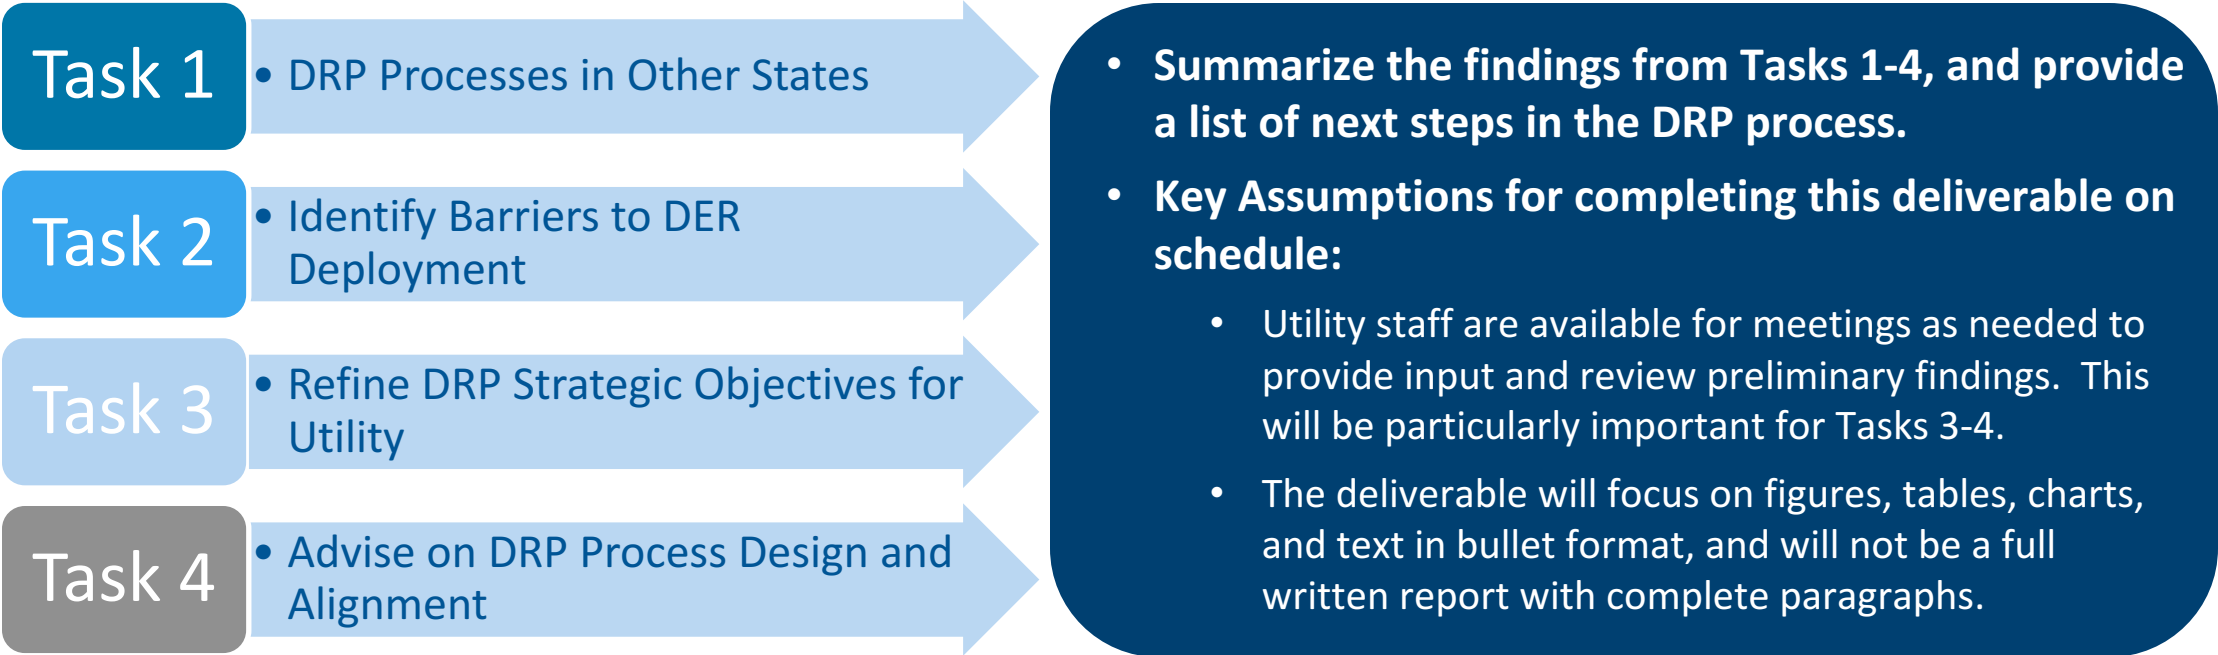 Task 1
• DRP Processes in Other States
Task 2
• Identify Barriers to DER
Deployment
Task 3
• Refine DRP Strategic Objectives for
Utility
Task 4
• Advise on DRP Process Design and
Alignment
• Summarize the findings from Tasks 1-4, and provide
a list of next steps in the DRP process.
• Key Assumptions for completing this deliverable on
schedule:
• Utility staff are available for meetings as needed to
provide input and review preliminary findings.  This
will be particularly important for Tasks 3-4.
• The deliverable will focus on figures, tables, charts,
and text in bullet format, and will not be a full
written report with complete paragraphs.